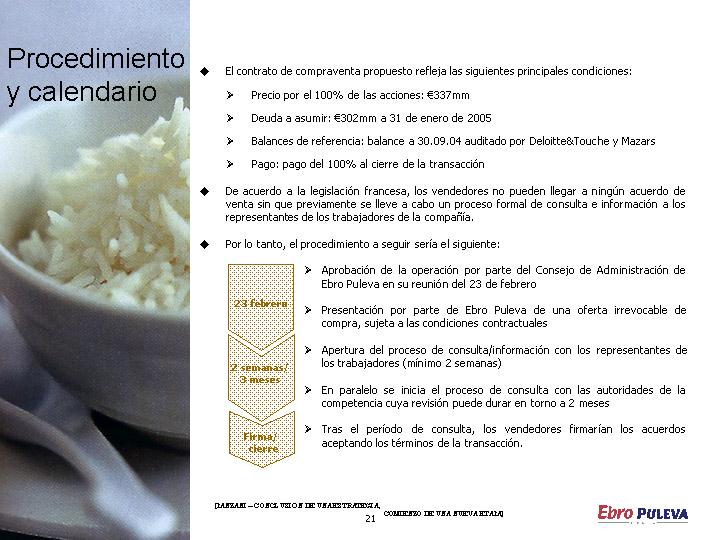 Procedimiento
y calendario
◆ El contrato de compraventa propuesto refleja las siguientes principales condiciones:
➢ Precio por el 100% de las acciones: €337mm
➢ Deuda a asumir: €302mm a 31 de enero de 2005
➢ Balances de referencia: balance a 30.09.04 auditado por Deloitte&Touche y Mazars
➢ Pago: pago del 100% al cierre de la transacción
◆ De acuerdo a la legislación francesa, los vendedores no pueden llegar a ningún acuerdo de
venta sin que previamente se lleve a cabo un proceso formal de consulta e información a los
representantes de los trabajadores de la compañía.
◆ Por lo tanto, el procedimiento a seguir sería el siguiente:
23 febrero
➢ Aprobación de la operación por parte del Consejo de Administración de
Ebro Puleva en su reunión del 23 de febrero
➢ Presentación por parte de Ebro Puleva de una oferta irrevocable de
compra, sujeta a las condiciones contractuales
2 semanas/
3 meses
➢ Apertura del proceso de consulta/información con los representantes de
los trabajadores (mínimo 2 semanas)
➢ En paralelo se inicia el proceso de consulta con las autoridades de la
competencia cuya revisión puede durar en torno a 2 meses
Firma/
cierre
➢ Tras el período de consulta, los vendedores firmarían los acuerdos
aceptando los términos de la transacción.
[PANZANI – CONCLUSION DE UNA ESTRATEGIA,
COMIENZO DE UNA NUEVA ETAPA]
21
Ebro PULEVA